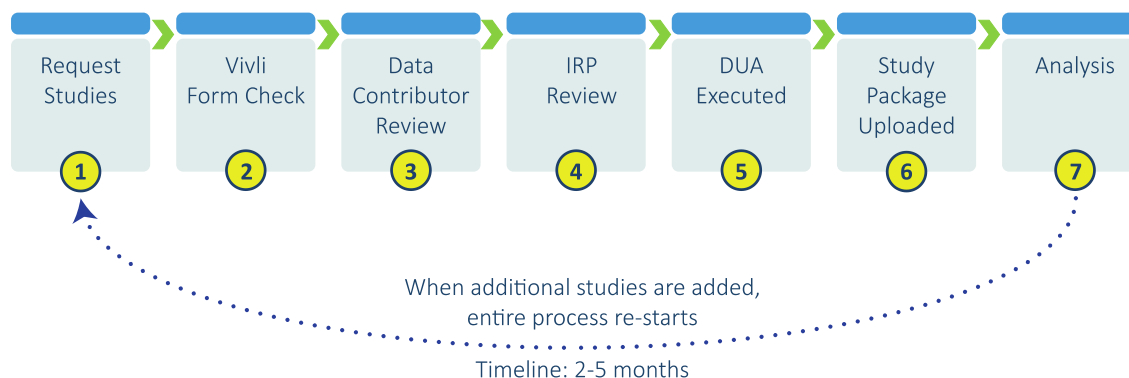 Request
Studies
1
Vivli
Form Check
2
Data
Contributor
Review
3
IRP
Review
4
DUA
Executed
5
Study
Package
Uploaded
6
Analysis
7
When additional studies are added,
entire process re-starts
Timeline: 2-5 months